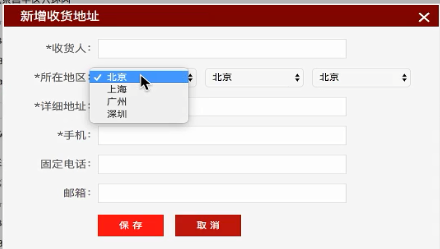 新增收货地址
*收货人:
*所在地区: 北京 北京 北京
上海
*详细地址: 广州
深圳
*手机:
固定电话:
邮箱:
保存 取消